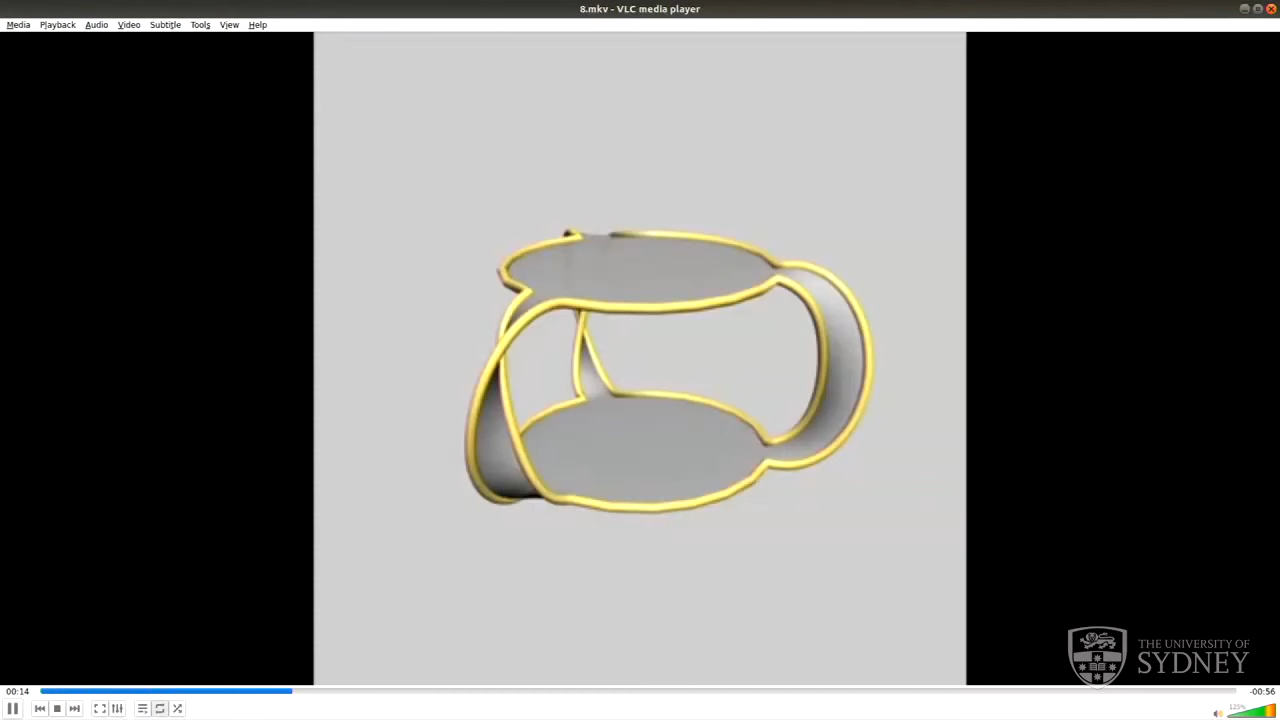 8.mkv - VLC media player
Media Playback Audio Video Subtitle Tools View Help
THE UNIVERSITY OF
SYDNEY
00:14
-00:56
125%